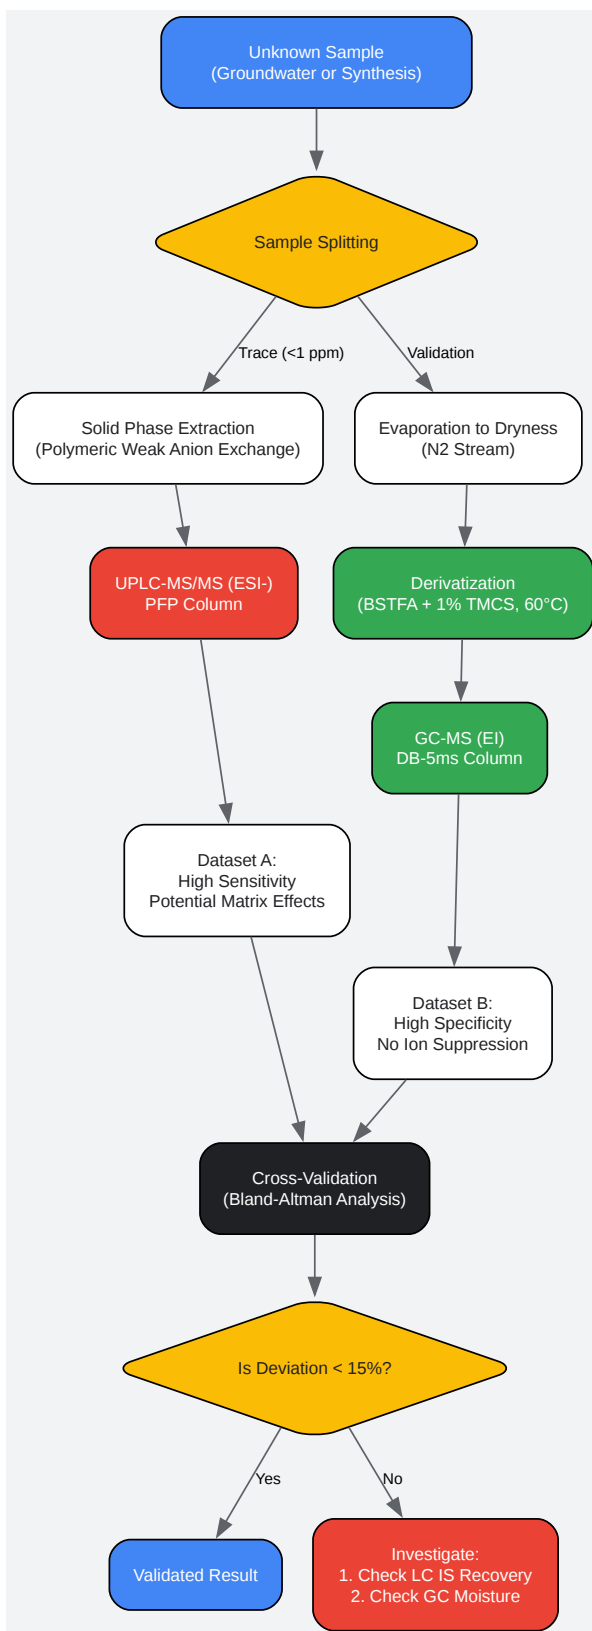 Unknown Sample
(Groundwater or Synthesis)
Sample Splitting
Trace (<1 ppm)
Validation
Solid Phase Extraction
(Polymeric Weak Anion Exchange)
Evaporation to Dryness
(N2 Stream)
UPLC-MS/MS (ESI-)
PFP Column
Derivatization
(BSTFA + 1% TMCS, 60°C)
GC-MS (EI)
DB-5ms Column
Dataset A:
High Sensitivity
Potential Matrix Effects
Dataset B:
High Specificity
No Ion Suppression
Cross-Validation
(Bland-Altman Analysis)
Is Deviation < 15%?
Yes
No
Validated Result
Investigate:
1. Check LC IS Recovery
2. Check GC Moisture